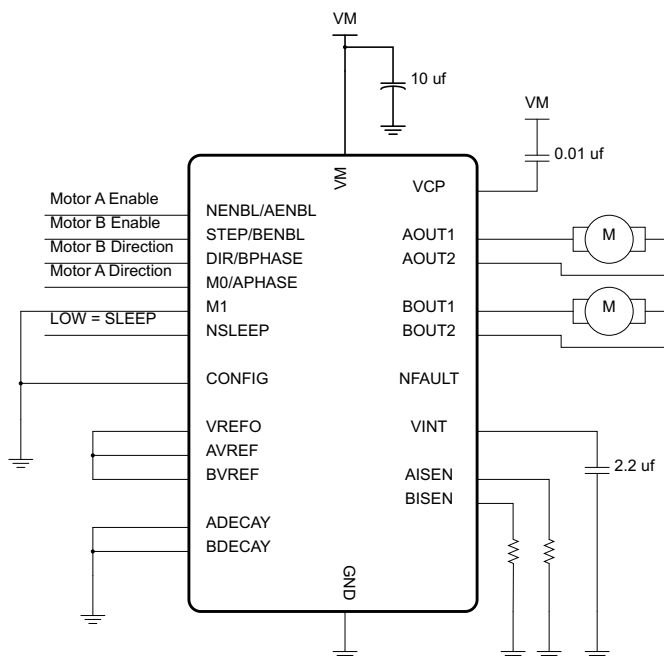 VM
10 uf
VM
0.01 uf
VM
VCP
Motor A Enable
NENBL/AENBL
Motor B Enable
STEP/BENBL
AOUT1
M
Motor B Direction
DIR/BPHASE
AOUT2
Motor A Direction
M0/APHASE
M1
BOUT1
M
LOW = SLEEP
NSLEEP
BOUT2
CONFIG
NFAULT
VREFO
VINT
AVREF
2.2 uf
BVREF
AISEN
BISEN
ADECAY
BDECAY
GND